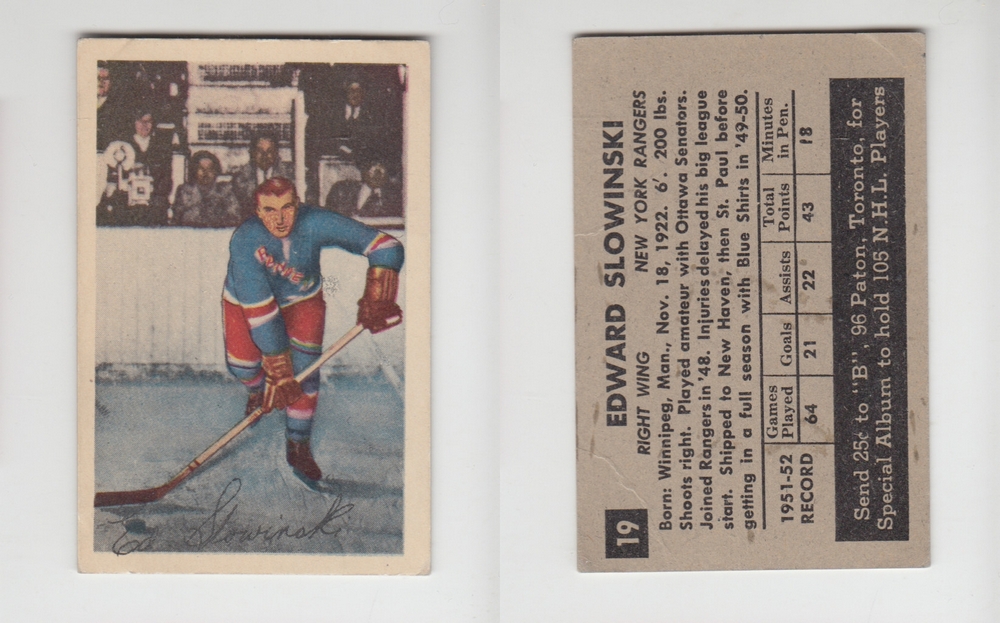 Ed. Slowinski
19
EDWARD SLOWINSKI
RIGHT WING NEW YORK RANGERS
Born: Winnipeg, Man., Nov. 18, 1922. 6'. 200 lbs.
Shoots right. Played amateur with Ottawa Senators.
Joined Rangers in '48. Injuries delayed his big league
start. Shipped to New Haven, then St. Paul before
getting in a full season with Blue Shirts in '49-50.
1951-52 RECORD
Games Played Goals Assists Total Points Minutes in Pen.
64 21 22 43 18
Send 25¢ to "B", 96 Paton, Toronto, for
Special Album to hold 105 N.H.L. Players